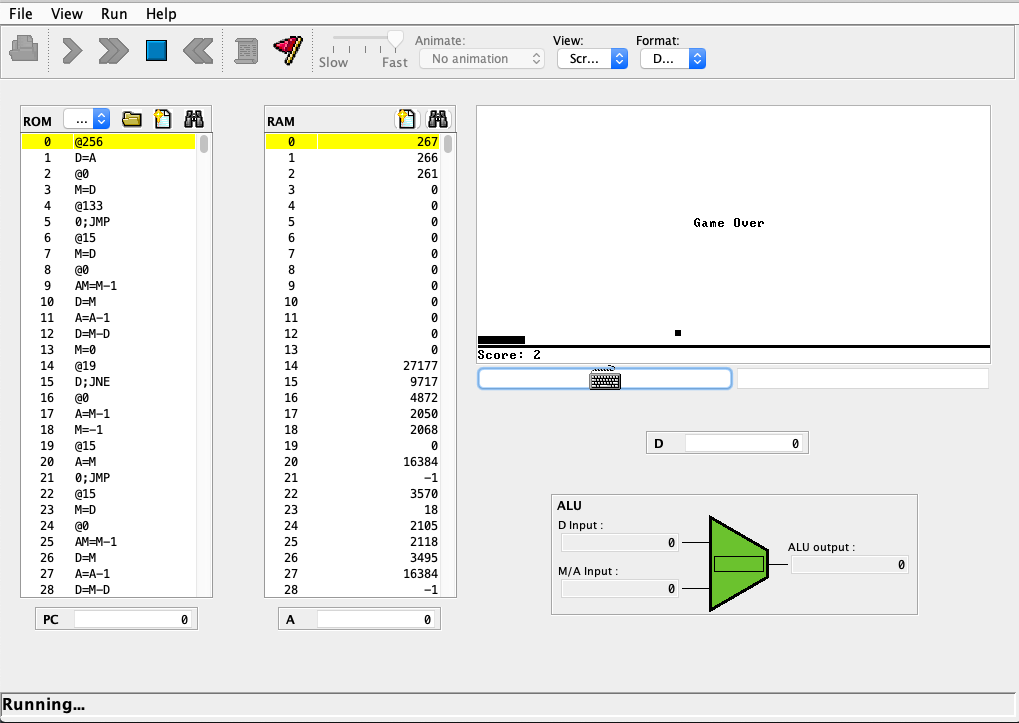 File View Run Help
Slow Fast
Animate:
No animation
View:
Scr...
Format:
D...
ROM ...
0 @256
1 D=A
2 @0
3 M=D
4 @133
5 0;JMP
6 @15
7 M=D
8 @0
9 AM=M-1
10 D=M
11 A=A-1
12 D=M-D
13 M=0
14 @19
15 D;JNE
16 @0
17 A=M-1
18 M=-1
19 @15
20 A=M
21 0;JMP
22 @15
23 M=D
24 @0
25 AM=M-1
26 D=M
27 A=A-1
28 D=M-D
PC 0
RAM
0 267
1 266
2 261
3 0
4 0
5 0
6 0
7 0
8 0
9 0
10 0
11 0
12 0
13 0
14 27177
15 9717
16 4872
17 2050
18 2068
19 0
20 16384
21 -1
22 3570
23 18
24 2105
25 2118
26 3495
27 16384
28 -1
A 0
Game Over
Score: 2
D 0
ALU
D Input :
0
M/A Input :
0
ALU output :
0
Running...